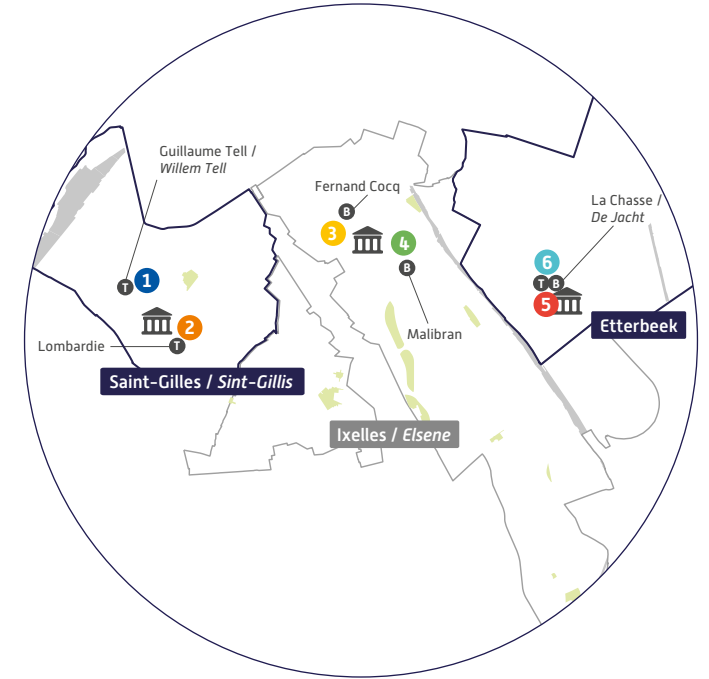 Guillaume Tell /
Willem Tell
Fernand Cocq
B
La Chasse /
De Jacht
3
4
B
6
T B
T
1
5
2
Malibran
Lombardie
T
Etterbeek
Saint-Gilles / Sint-Gillis
Ixelles / Elsene